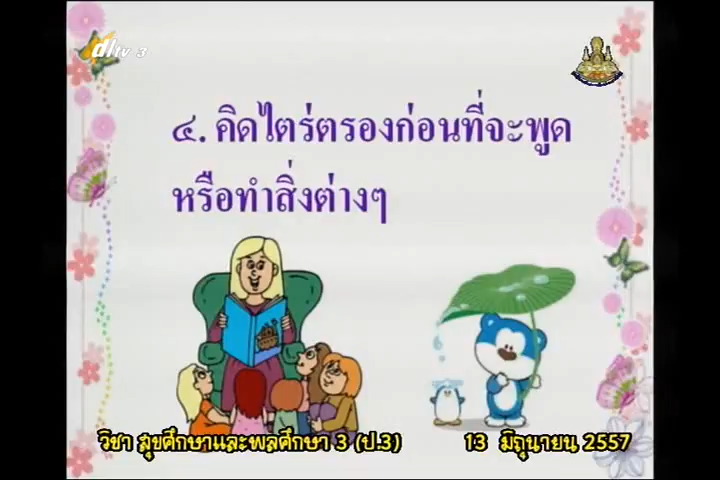 dltv 3
๔. คิดไตร่ตรองก่อนที่จะพูด
หรือทำสิ่งต่างๆ
วิชา สุขศึกษาและพลศึกษา 3 (ป.3) 13 มิถุนายน 2557